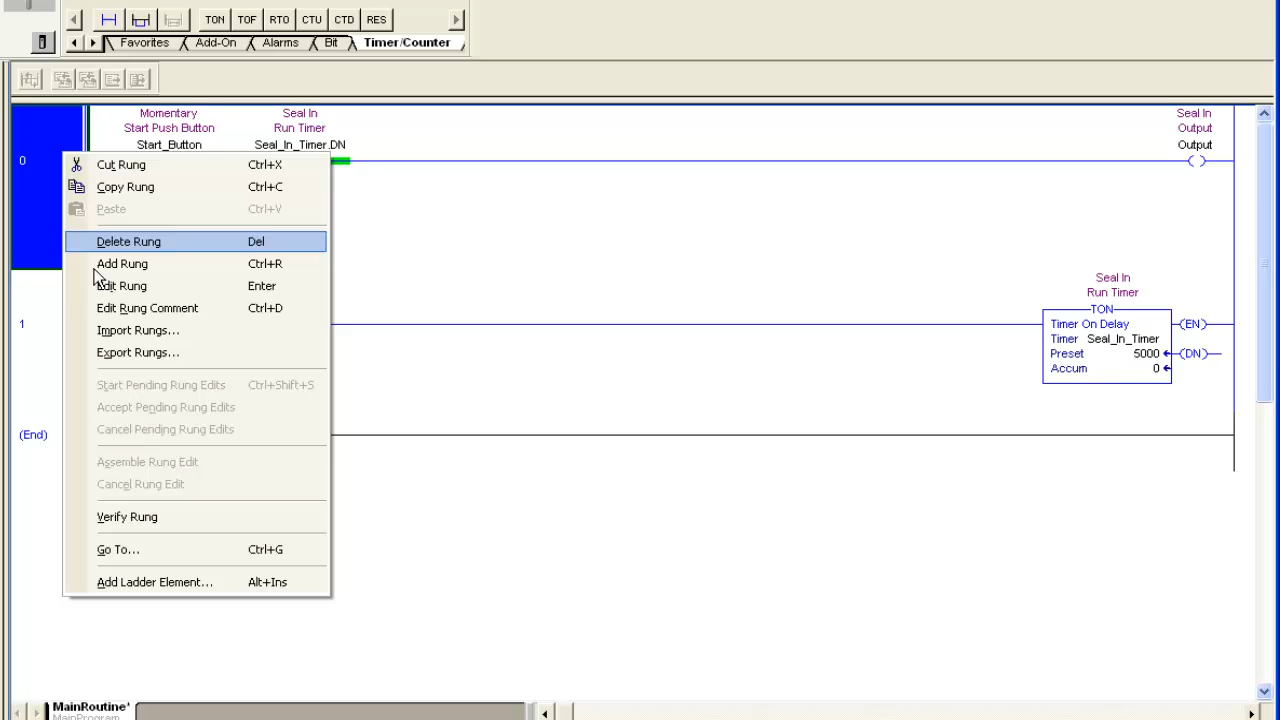 TON TOF RTO CTU CTD RES
Favorites Add-On Alarms Bit Timer/Counter
Momentary
Start Push Button
Start_Button
Seal In
Run Timer
Seal_In_Timer.DN
Seal In
Output
Output
0
Cut Rung Ctrl+X
Copy Rung Ctrl+C
Paste Ctrl+V
Delete Rung Del
Add Rung Ctrl+R
Edit Rung Enter
Edit Rung Comment Ctrl+D
Import Rungs...
Export Rungs...
Start Pending Rung Edits Ctrl+Shift+S
Accept Pending Rung Edits
Cancel Pending Rung Edits
Assemble Rung Edit
Cancel Rung Edit
Verify Rung
Go To... Ctrl+G
Add Ladder Element... Alt+Ins
1
Seal In
Run Timer
TON
Timer On Delay
Timer Seal_In_Timer
Preset 5000
Accum 0
(EN)
(DN)
(End)
MainRoutine*
MainProgram